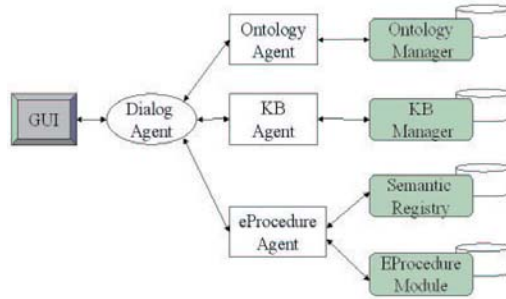 Ontology
Agent
Ontology
Manager
GUI
Dialog
Agent
KB
Agent
KB
Manager
eProcedure
Agent
Semantic
Registry
EProcedure
Module